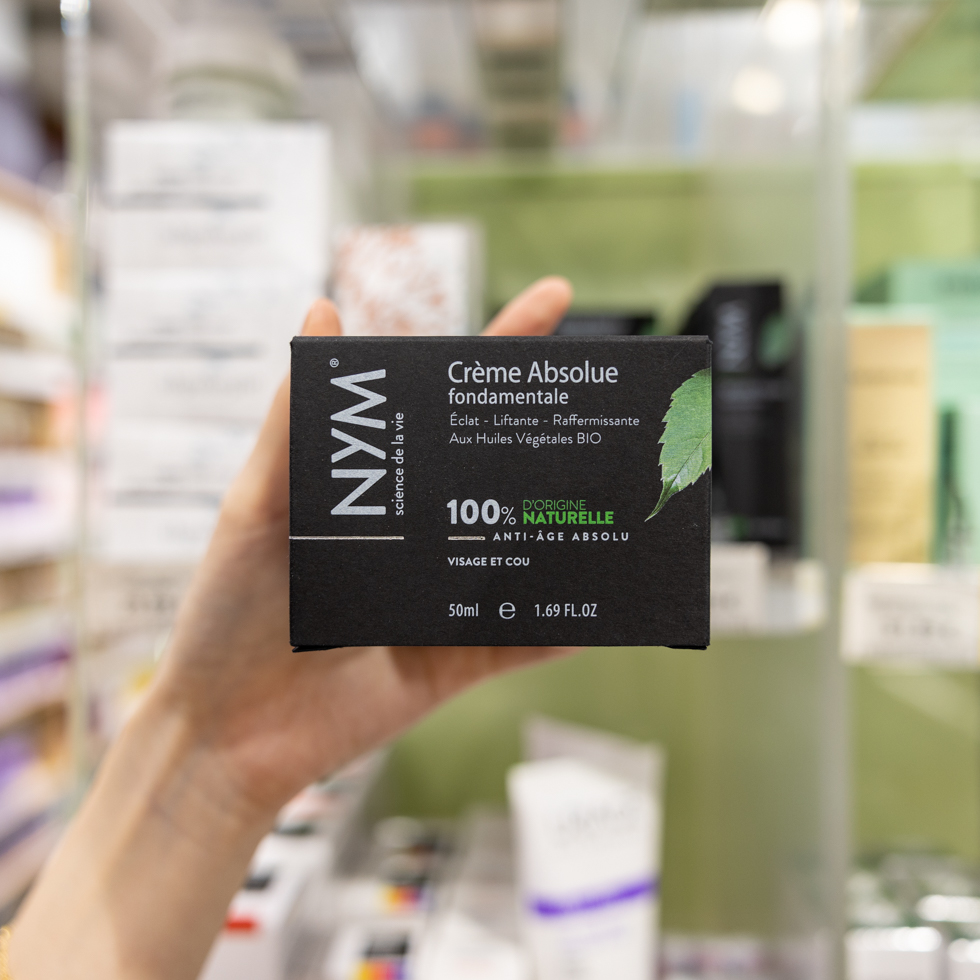 NYM®
science de la vie
Crème Absolue
fondamentale
Éclat - Liftante - Raffermissante
Aux Huiles Végétales BIO
100% D'ORIGINE
NATURELLE
ANTI-ÂGE ABSOLU
VISAGE ET COU
50ml e 1.69 FL.OZ
NYM